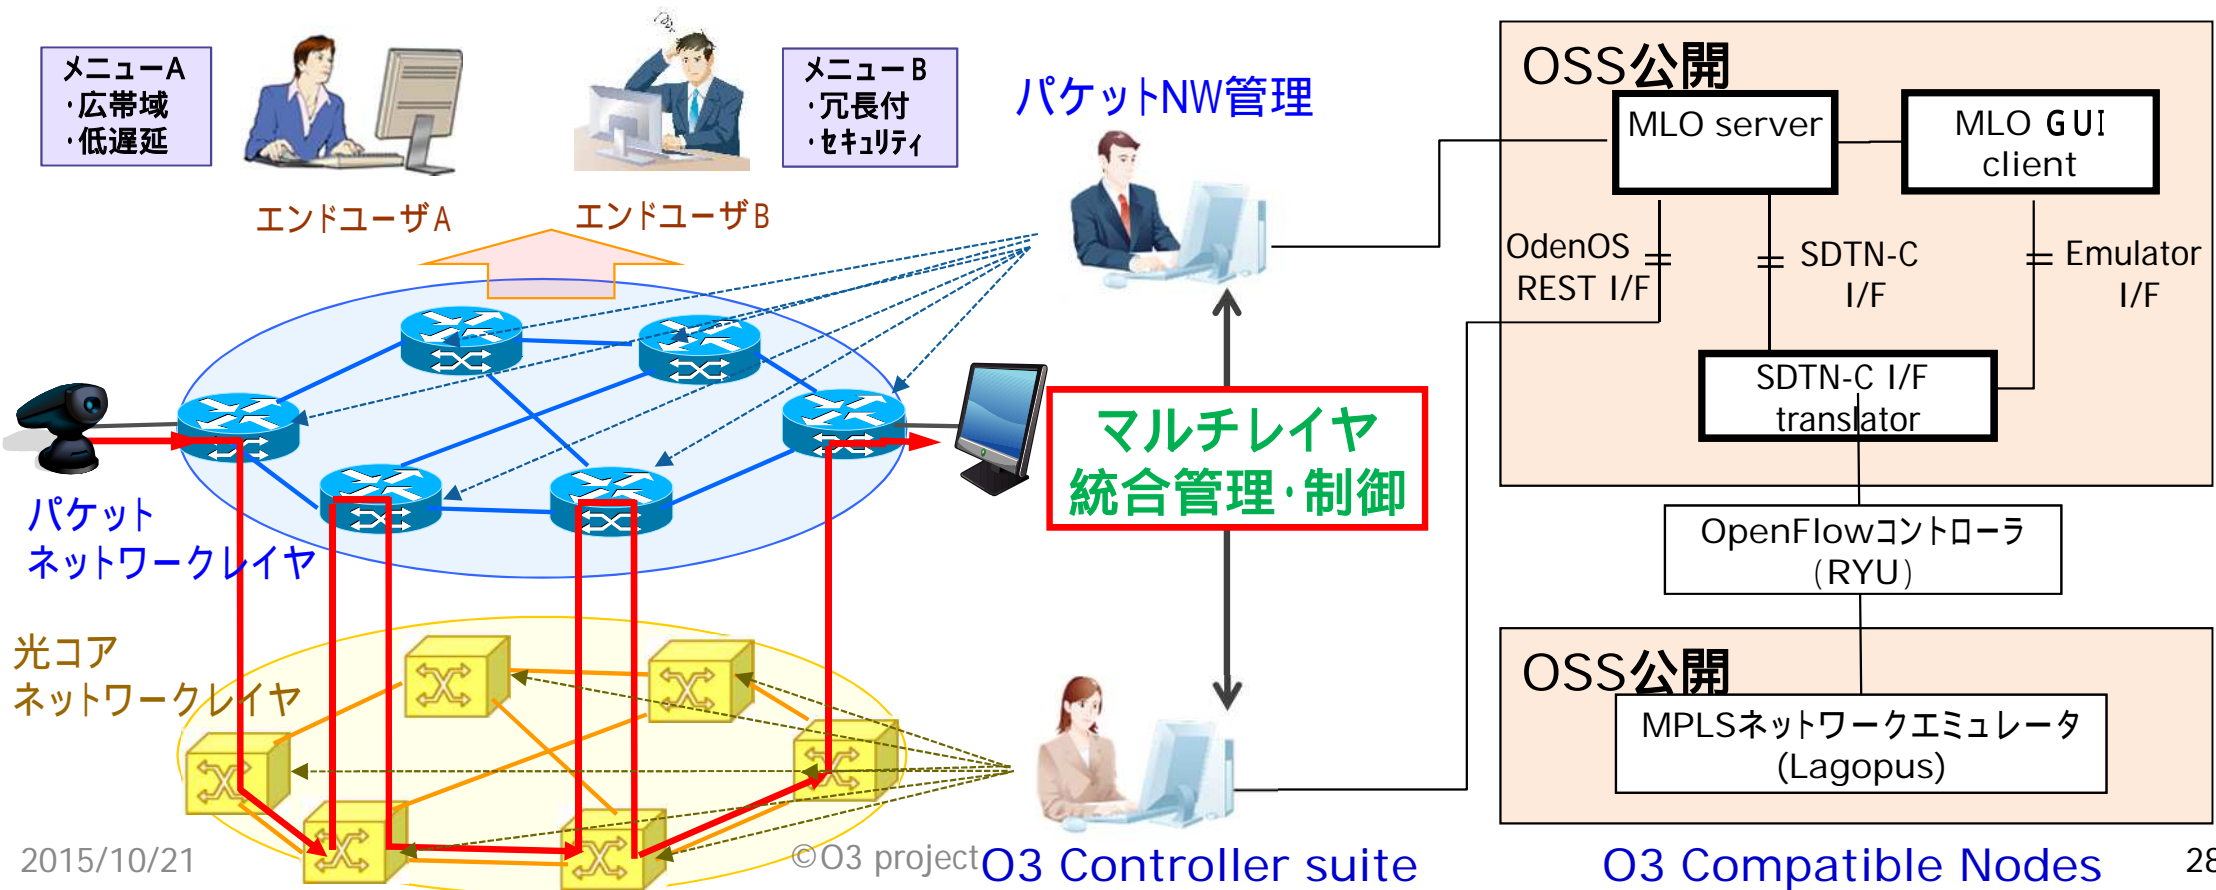 メニューA
・広帯域
・低遅延
メニューB
・冗長付
・セキュリティ
エンドユーザA
エンドユーザB
パケットNW管理
パケット
ネットワークレイヤ
光コア
ネットワークレイヤ
マルチレイヤ
統合管理・制御
OSS公開
MLO server
MLO GUI
client
OdenOS
REST I/F
SDTN-C
I/F
Emulator
I/F
SDTN-C I/F
translator
OpenFlowコントローラ
(RYU)
OSS公開
MPLSネットワークエミュレータ
(Lagopus)
2015/10/21
©O3 project
O3 Controller suite
O3 Compatible Nodes
28